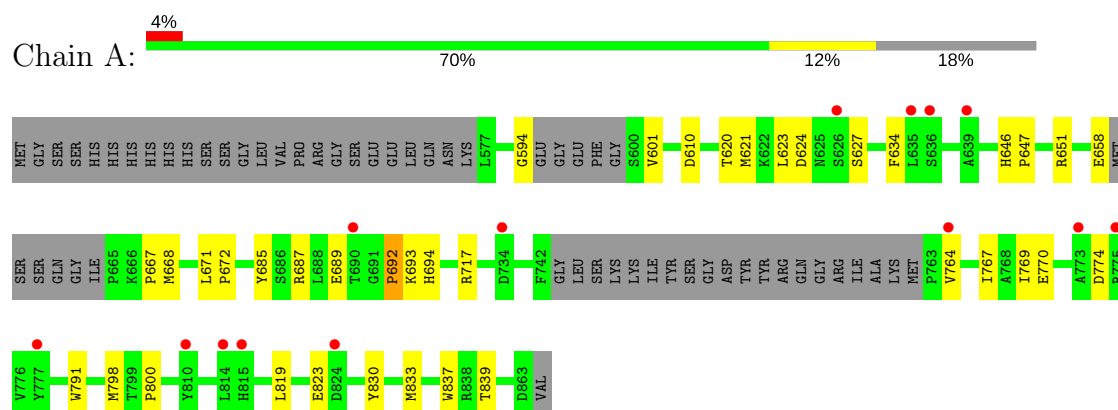 4%
Chain A:
70% 12% 18%
MET GLY SER SER HIS HIS HIS HIS HIS HIS SER SER GLY LEU VAL PRO ARG GLY SER GLU GLU LEU GLN ASN LYS L577 G594 GLU GLY GLU PHE GLY S600 V601 D610 T620 M621 K622 L623 D624 N625 S626 S627 F634 L635 S636 A639 H646 P647 R651 E658 MET
SER SER GLN GLY ILE P665 K666 P667 M668 L671 P672 Y685 S686 R687 L688 E689 T690 G691 P692 K693 H694 R717 D734 F742 GLY LEU SER LYS LYS ILE TYR SER GLY ASP TYR TYR ARG GLN GLY ARG ILE ALA LYS MET P763 V764 I767 A768 I769 E770 A773 D774 R775
V776 Y777 W791 M798 T799 P800 Y810 L814 H815 L819 E823 D824 Y830 M833 W837 R838 T839 D863 VAL